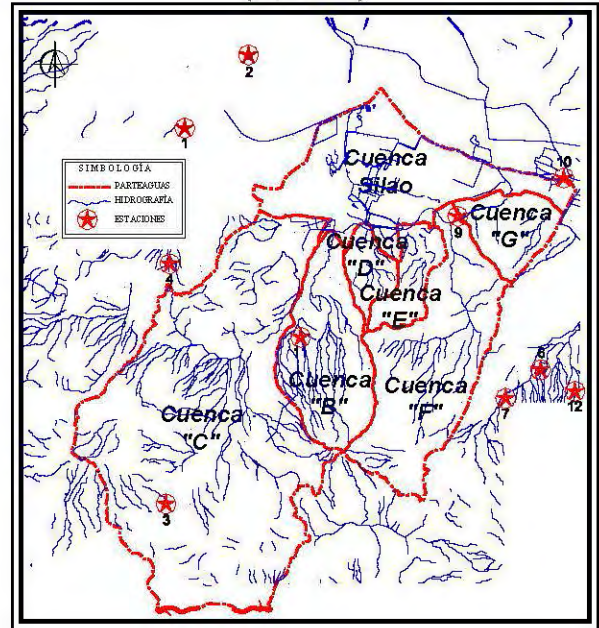 2
1
SIMBOLOGÍA
PARTEAGUAS
HIDROGRAFÍA
ESTACIONES
Cuenca
Silao
10
9
Cuenca
"G"
Cuenca
"D"
4
Cuenca
"E"
Cuenca
"B"
Cuenca
"F"
6
7
12
Cuenca
"C"
3